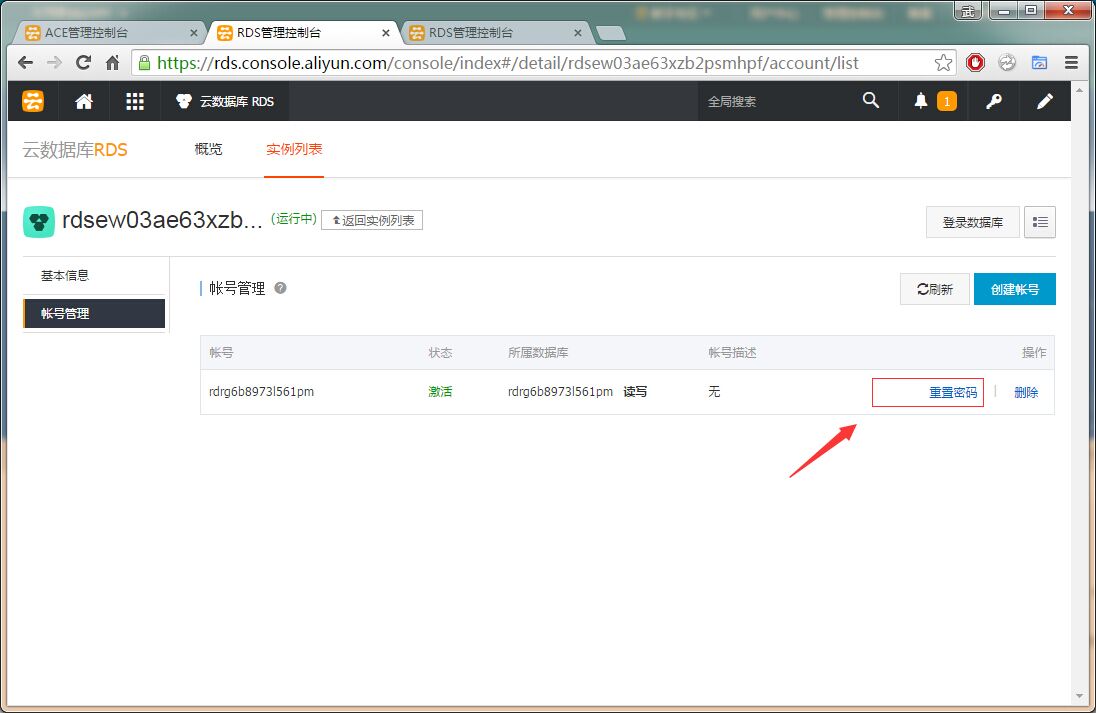 武
ACE管理控制台
RDS管理控制台
RDS管理控制台
https://rds.console.aliyun.com/console/index#/detail/rdsew03ae63xzb2psmhpf/account/list
云数据库 RDS
全局搜索
1
云数据库RDS
概览
实例列表
rdsew03ae63xzb... (运行中) 返回实例列表
登录数据库
基本信息
帐号管理
帐号管理
刷新
创建帐号
帐号 状态 所属数据库 帐号描述 操作
rdrg6b8973l561pm 激活 rdrg6b8973l561pm 读写 无 重置密码 | 删除